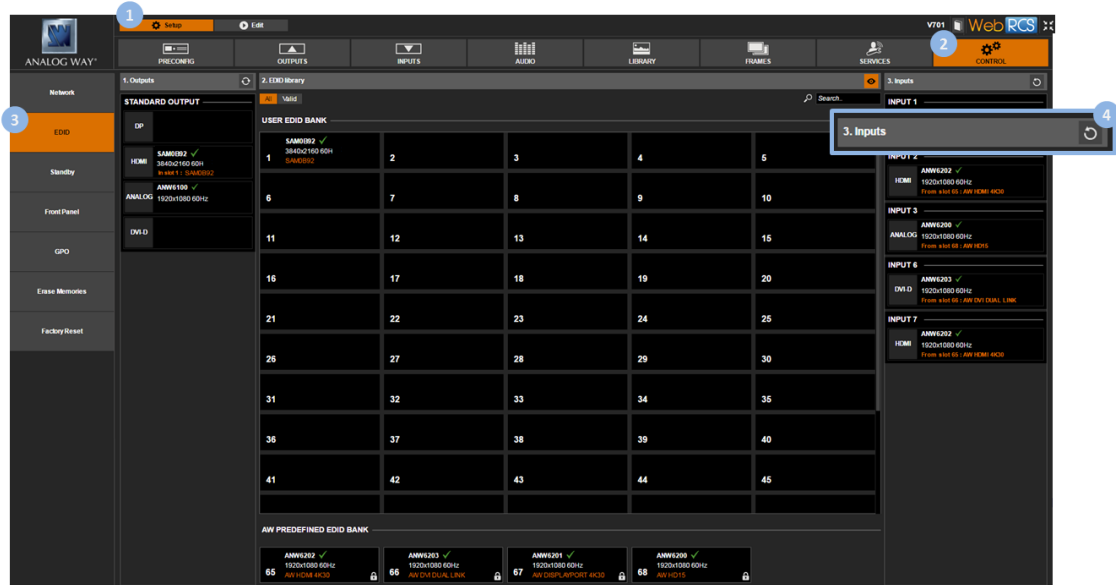 1
Setup
Edit
V701
Web RCS
ANALOG WAY®
PRECONFIG
OUTPUTS
INPUTS
AUDIO
LIBRARY
FRAMES
SERVICES
2
CONTROL
Network
3
EDID
Standby
Front Panel
GPO
Erase Memories
Factory Reset
1. Outputs
STANDARD OUTPUT
DP
HDMI
SAM0B92 ✓
3840x2160 60H
In slot 1 : SAM0B92
ANALOG
ANW6100 ✓
1920x1080 60Hz
DVI-D
2. EDID library
All
Valid
Search..
USER EDID BANK
1
SAM0B92 ✓
3840x2160 60H
SAM0B92
2
3
4
5
6
7
8
9
10
11
12
13
14
15
16
17
18
19
20
21
22
23
24
25
26
27
28
29
30
31
32
33
34
35
36
37
38
39
40
41
42
43
44
45
AW PREDEFINED EDID BANK
65
ANW6202 ✓
1920x1080 60Hz
AW HDMI 4K30
66
ANW6203 ✓
1920x1080 60Hz
AW DVI DUAL LINK
67
ANW6201 ✓
1920x1080 60Hz
AW DISPLAYPORT 4K30
68
ANW6200 ✓
1920x1080 60Hz
AW HD15
3. Inputs
INPUT 1
4
3. Inputs
INPUT 2
HDMI
ANW6202 ✓
1920x1080 60Hz
From slot 65 : AW HDMI 4K30
INPUT 3
ANALOG
ANW6200 ✓
1920x1080 60Hz
From slot 68 : AW HD15
INPUT 6
DVI-D
ANW6203 ✓
1920x1080 60Hz
From slot 66 : AW DVI DUAL LINK
INPUT 7
HDMI
ANW6202 ✓
1920x1080 60Hz
From slot 65 : AW HDMI 4K30